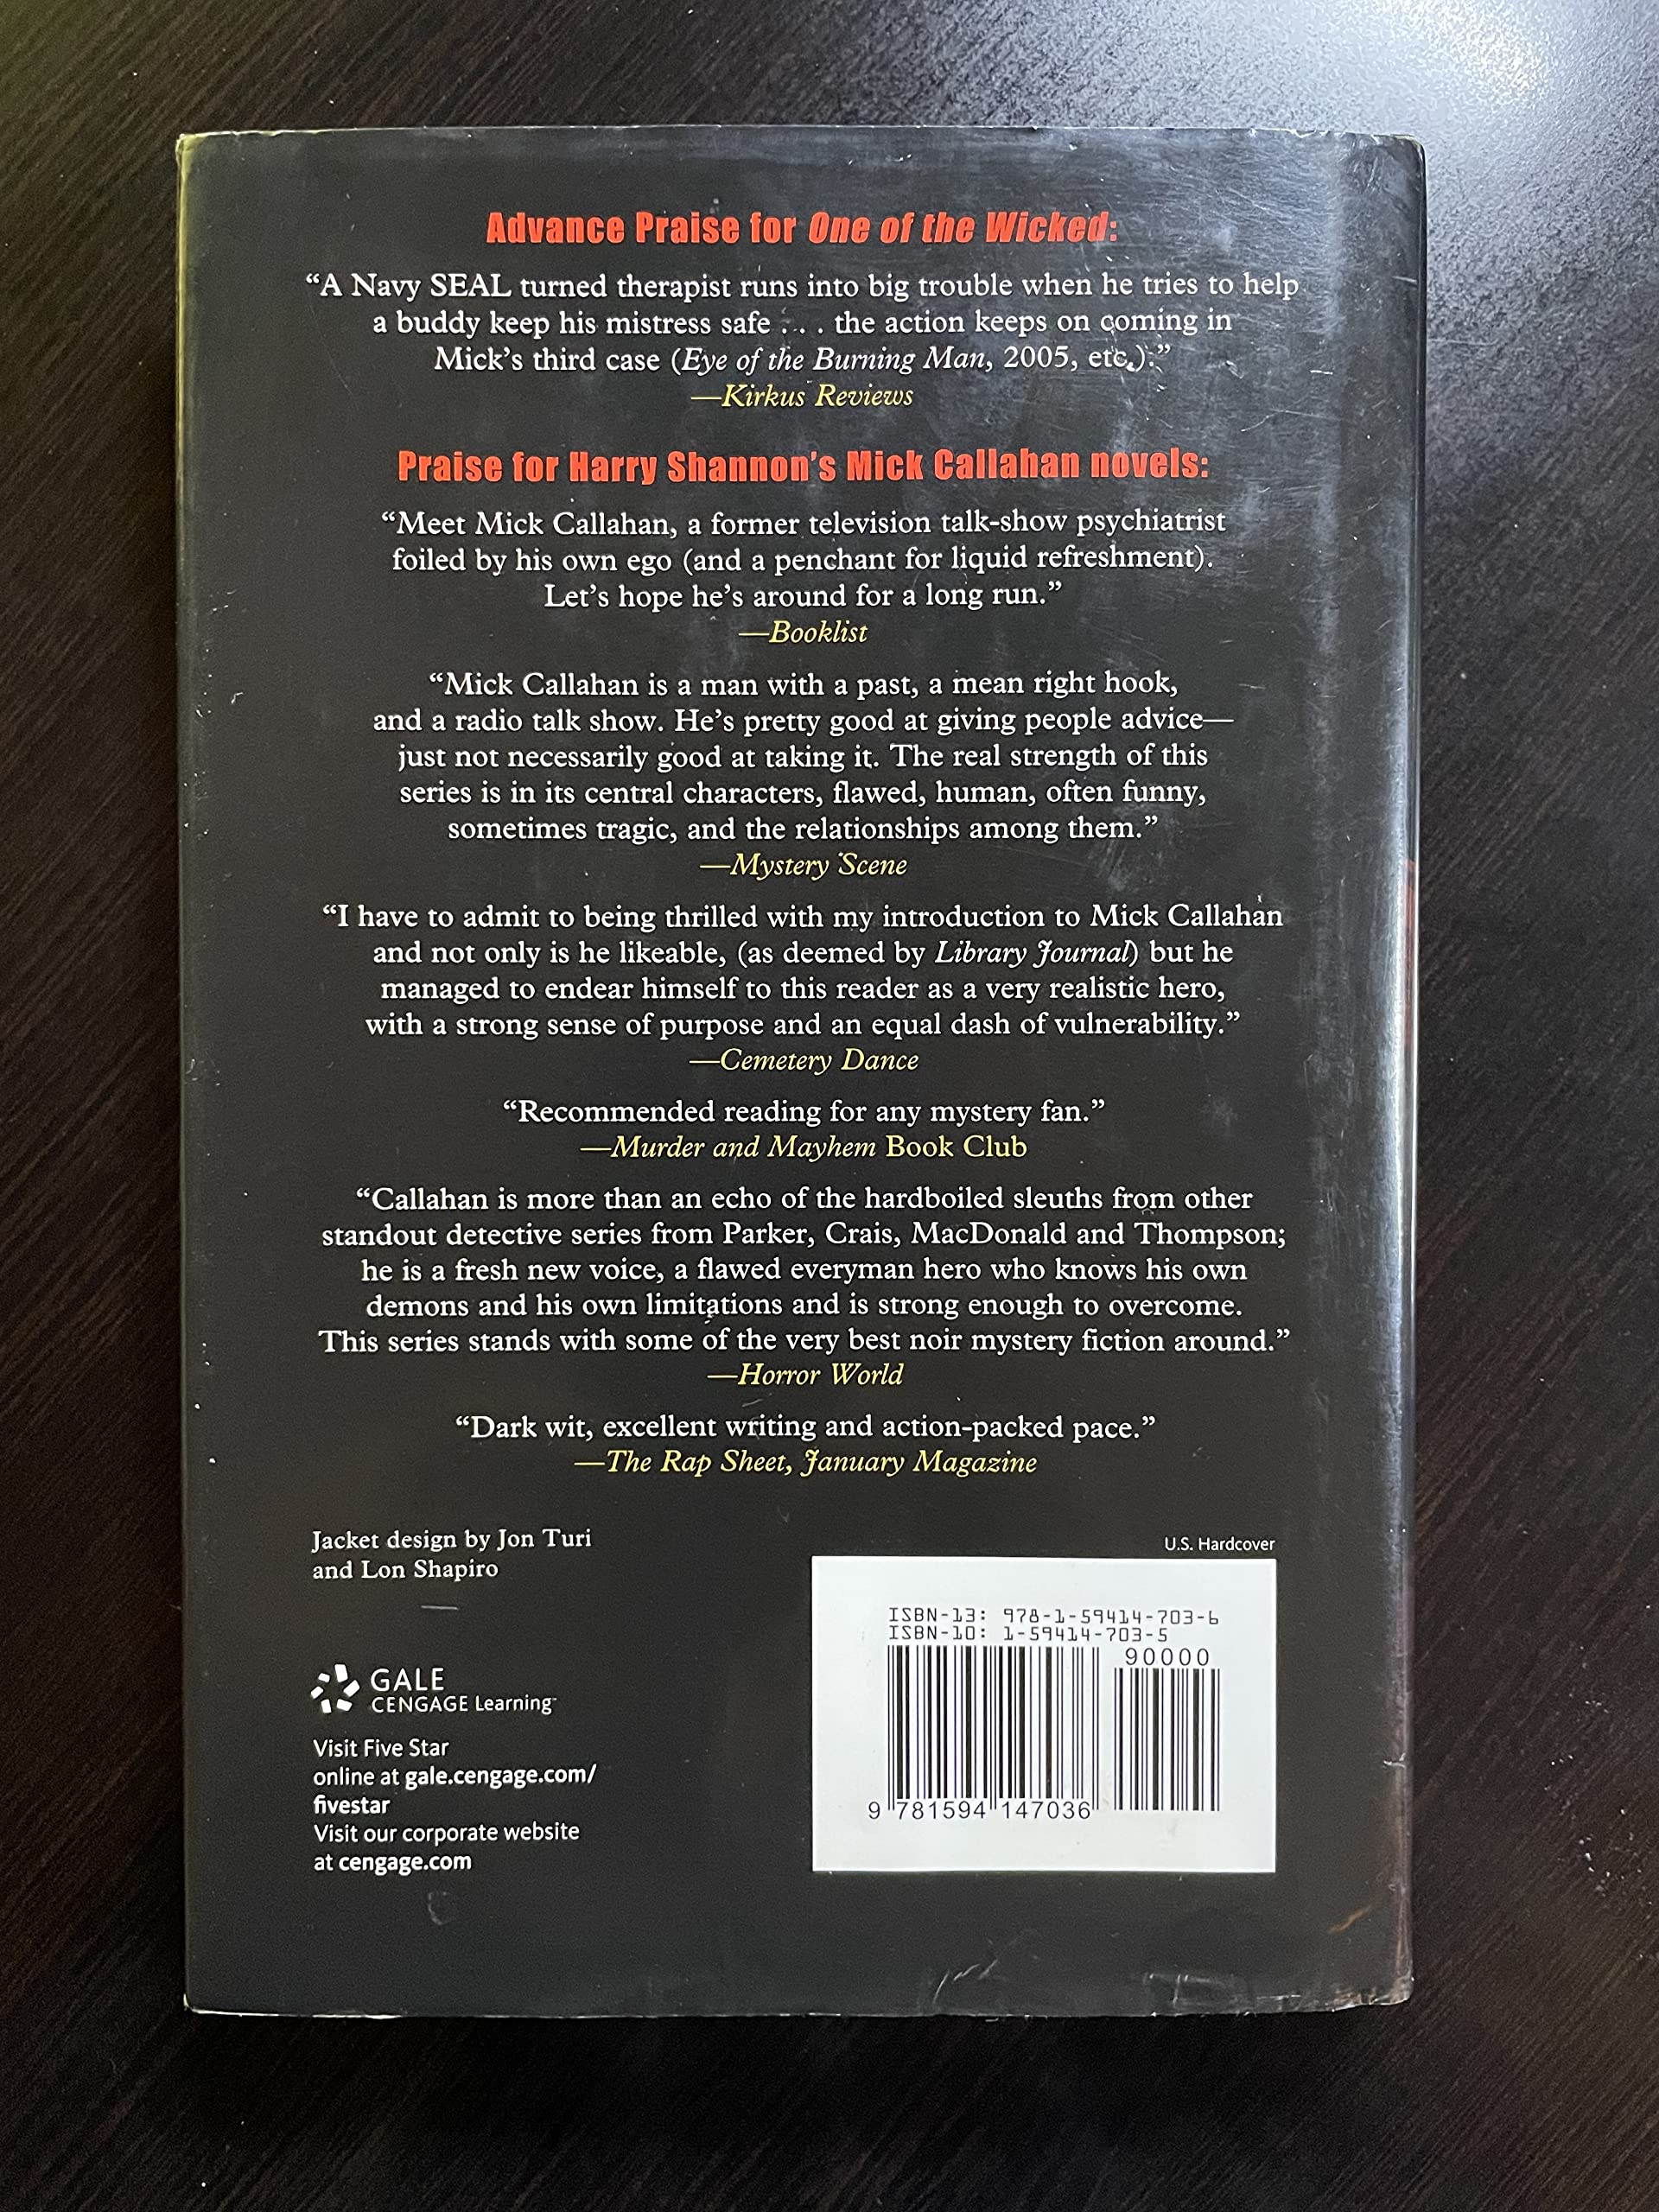 Advance Praise for One of the Wicked:
“A Navy SEAL turned therapist runs into big trouble when he tries to help
a buddy keep his mistress safe . . . the action keeps on coming in
Mick’s third case (Eye of the Burning Man, 2005, etc.).”
—Kirkus Reviews
Praise for Harry Shannon’s Mick Callahan novels:
“Meet Mick Callahan, a former television talk-show psychiatrist
foiled by his own ego (and a penchant for liquid refreshment).
Let’s hope he’s around for a long run.”
—Booklist
“Mick Callahan is a man with a past, a mean right hook,
and a radio talk show. He’s pretty good at giving people advice—
just not necessarily good at taking it. The real strength of this
series is in its central characters, flawed, human, often funny,
sometimes tragic, and the relationships among them.”
—Mystery Scene
“I have to admit to being thrilled with my introduction to Mick Callahan
and not only is he likeable, (as deemed by Library Journal) but he
managed to endear himself to this reader as a very realistic hero,
with a strong sense of purpose and an equal dash of vulnerability.”
—Cemetery Dance
“Recommended reading for any mystery fan.”
—Murder and Mayhem Book Club
“Callahan is more than an echo of the hardboiled sleuths from other
standout detective series from Parker, Crais, MacDonald and Thompson;
he is a fresh new voice, a flawed everyman hero who knows his own
demons and his own limitations and is strong enough to overcome.
This series stands with some of the very best noir mystery fiction around.”
—Horror World
“Dark wit, excellent writing and action-packed pace.”
—The Rap Sheet, January Magazine
Jacket design by Jon Turi
and Lon Shapiro
GALE
CENGAGE Learning™
Visit Five Star
online at gale.cengage.com/
fivestar
Visit our corporate website
at cengage.com
U.S. Hardcover
ISBN-13: 978-1-59414-703-6
ISBN-10: 1-59414-703-5
90000
9 781594 147036